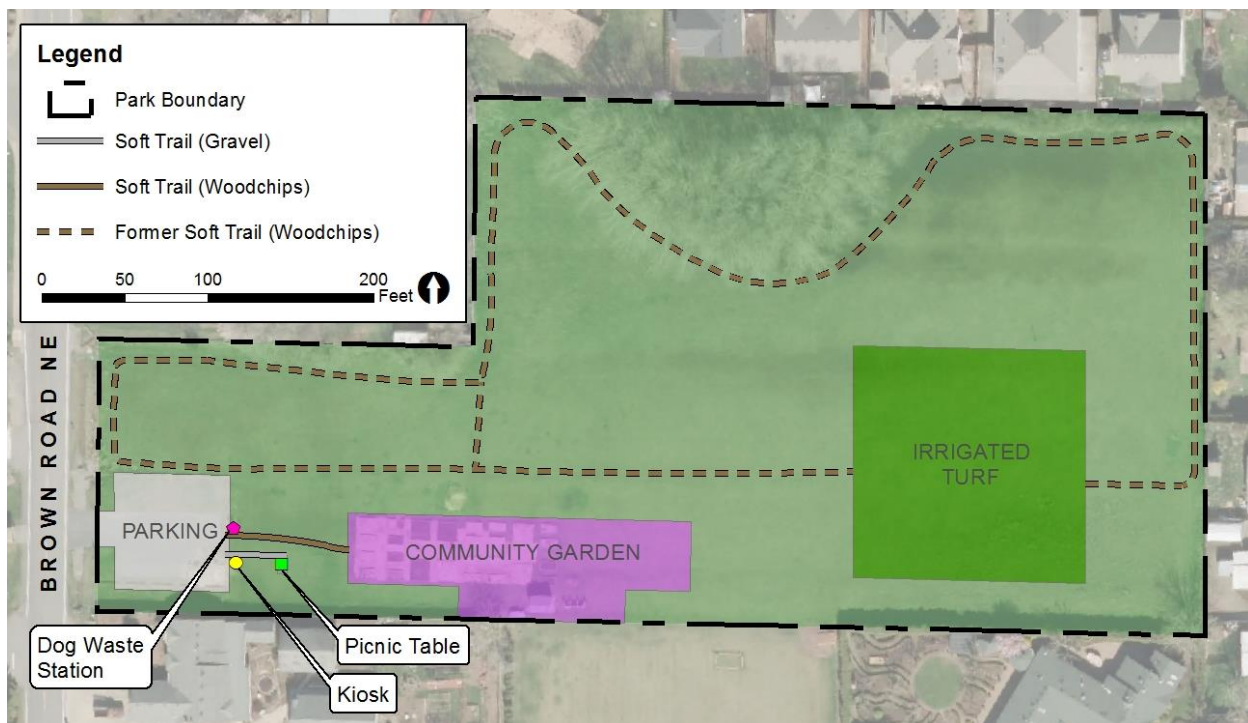 Legend
Park Boundary
Soft Trail (Gravel)
Soft Trail (Woodchips)
Former Soft Trail (Woodchips)
0 50 100 200
Feet
BROWN ROAD NE
PARKING
COMMUNITY GARDEN
IRRIGATED
TURF
Dog Waste
Station
Kiosk
Picnic Table